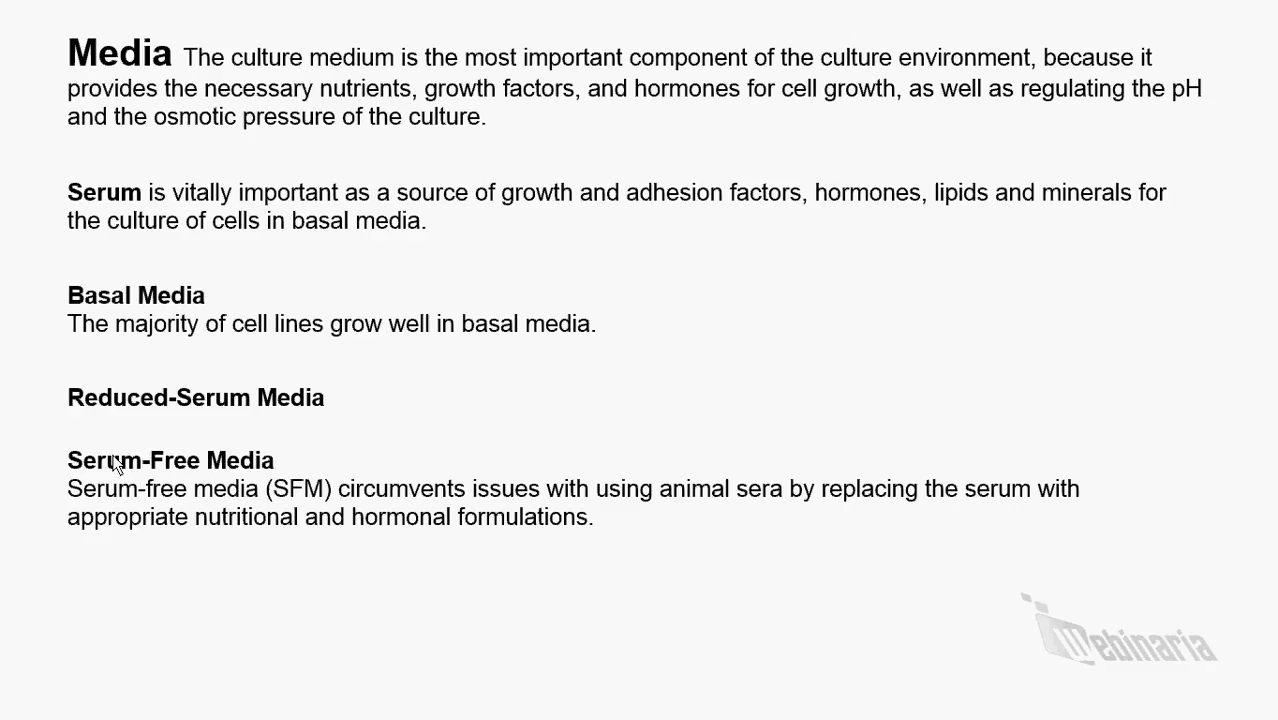 Media The culture medium is the most important component of the culture environment, because it
provides the necessary nutrients, growth factors, and hormones for cell growth, as well as regulating the pH
and the osmotic pressure of the culture.
Serum is vitally important as a source of growth and adhesion factors, hormones, lipids and minerals for
the culture of cells in basal media.
Basal Media
The majority of cell lines grow well in basal media.
Reduced-Serum Media
Serum-Free Media
Serum-free media (SFM) circumvents issues with using animal sera by replacing the serum with
appropriate nutritional and hormonal formulations.
Webinaria